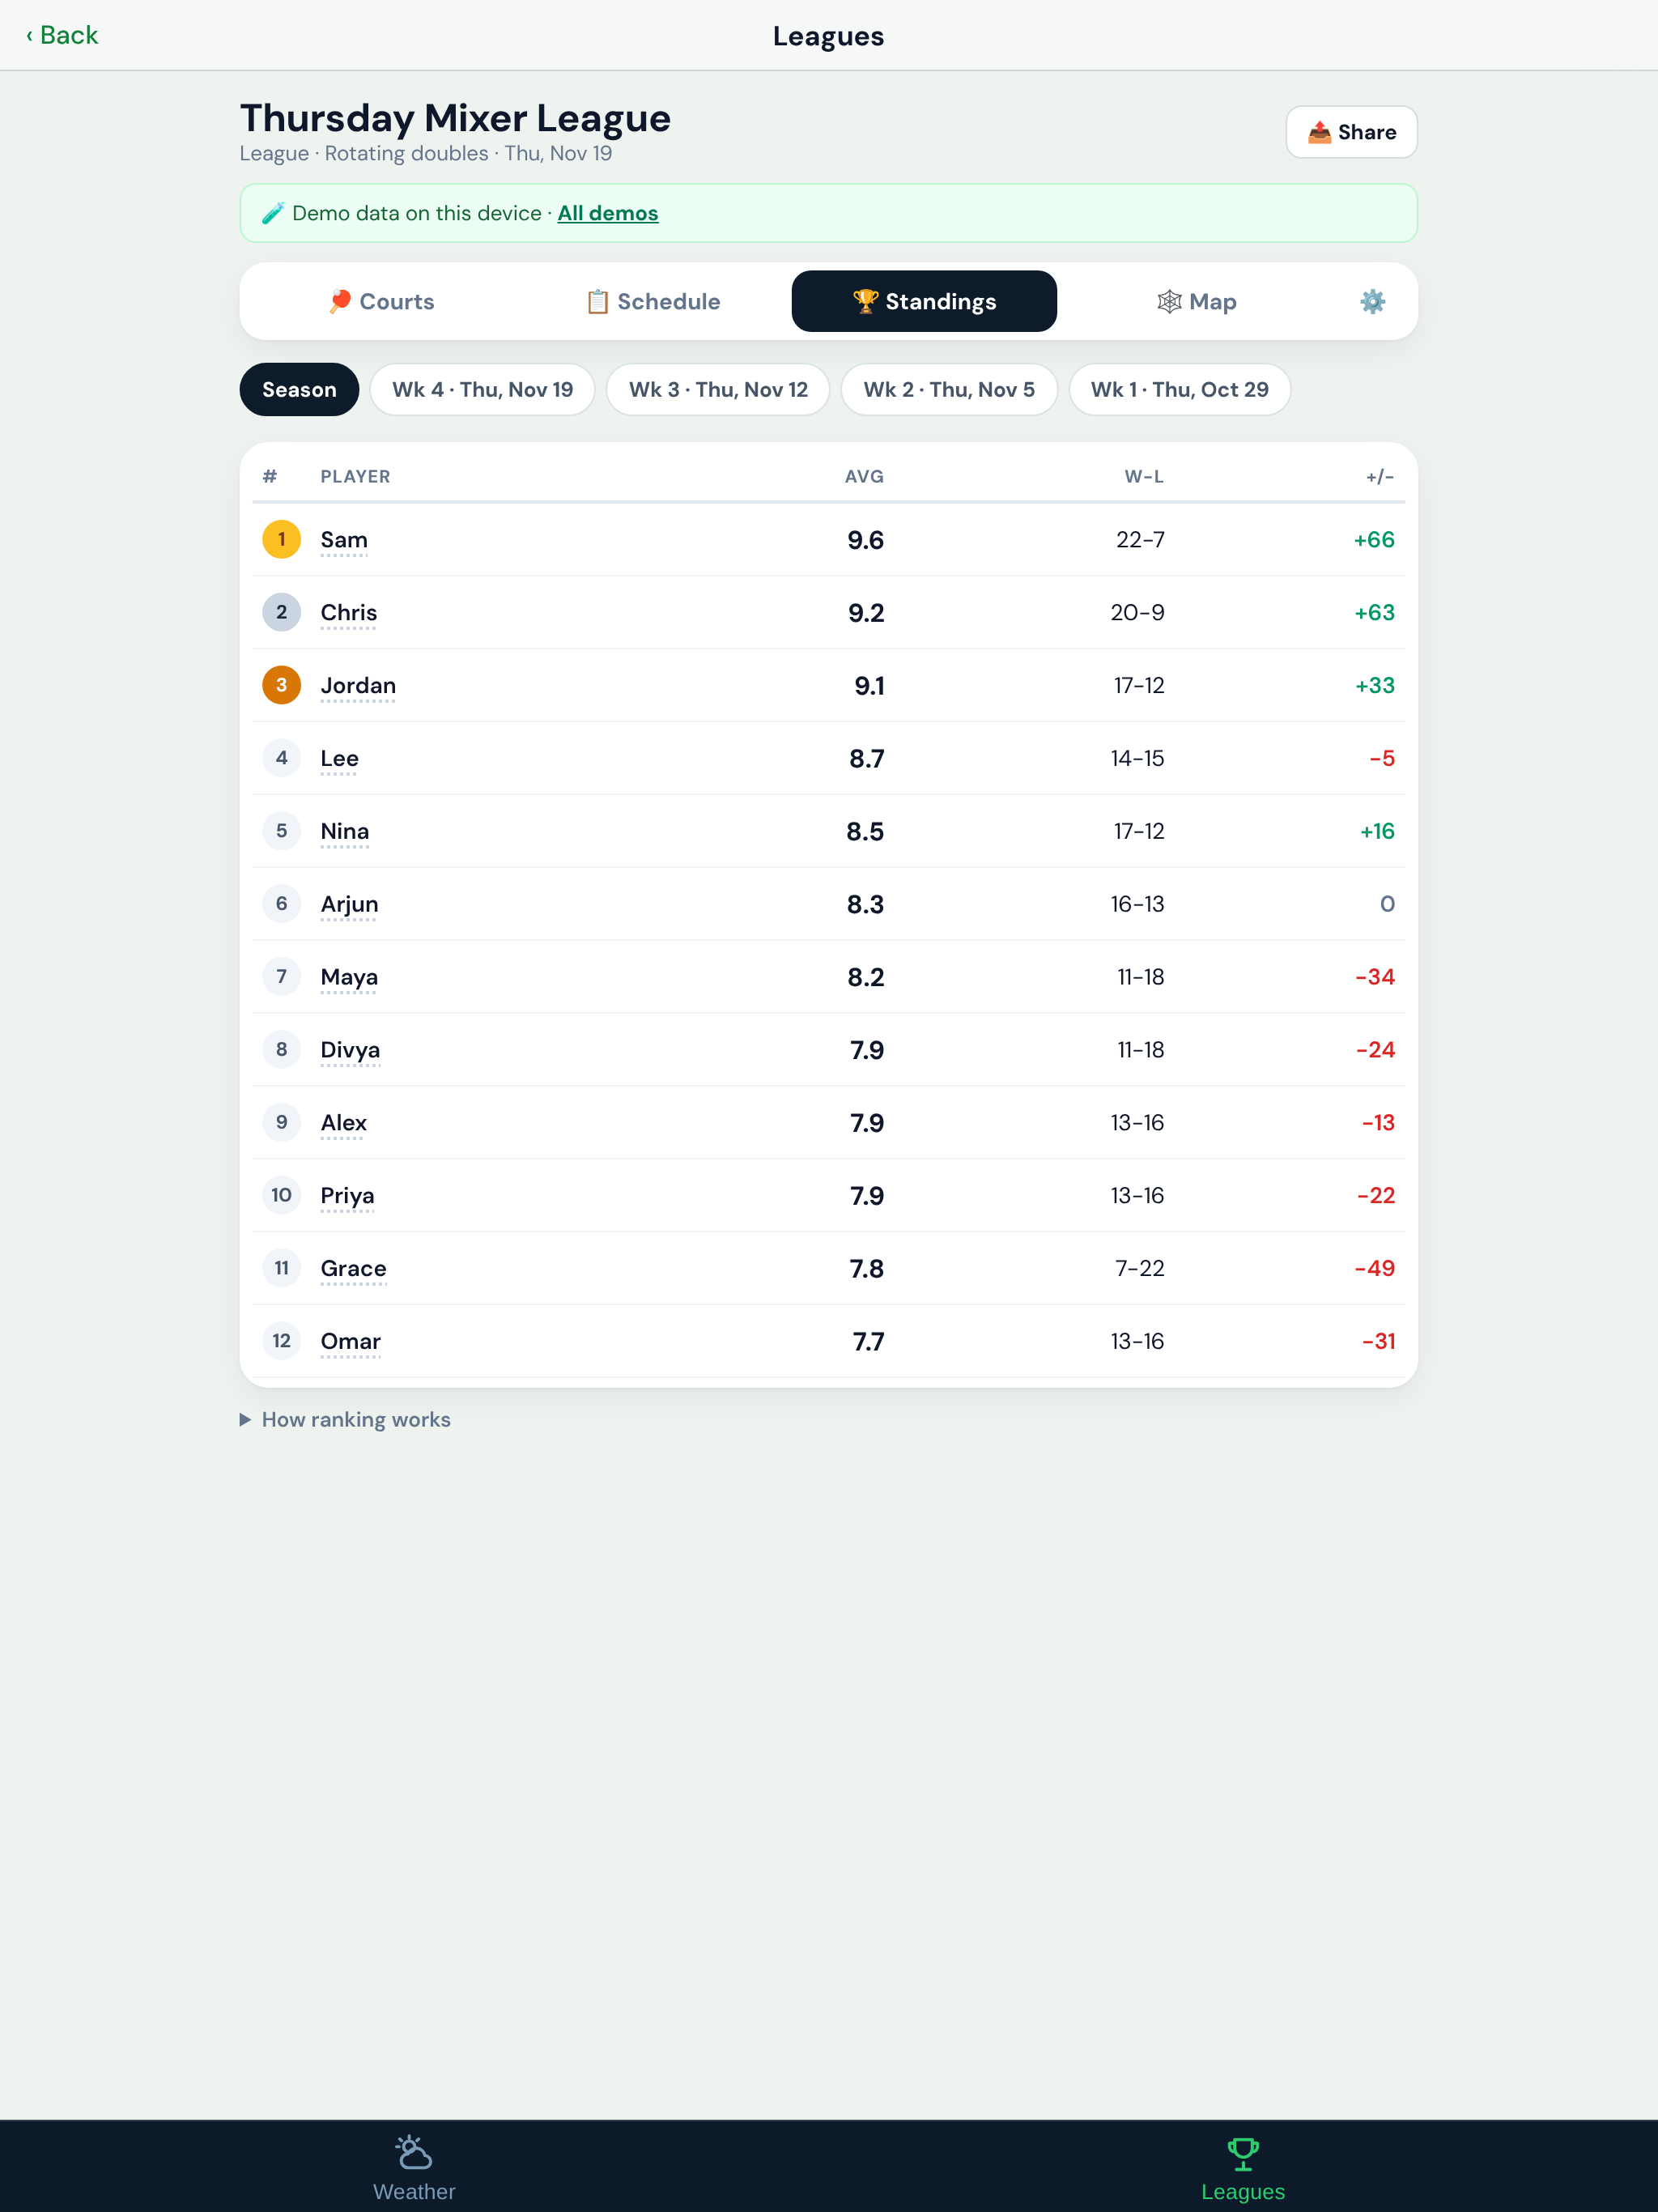 ‹ Back
Leagues
Thursday Mixer League
League · Rotating doubles · Thu, Nov 19
📤 Share
🧪 Demo data on this device · All demos
🏓 Courts
📋 Schedule
🏆 Standings
🕸 Map
⚙️
Season
Wk 4 · Thu, Nov 19
Wk 3 · Thu, Nov 12
Wk 2 · Thu, Nov 5
Wk 1 · Thu, Oct 29
# PLAYER AVG W–L +/−
1 Sam 9.6 22–7 +66
2 Chris 9.2 20–9 +63
3 Jordan 9.1 17–12 +33
4 Lee 8.7 14–15 −5
5 Nina 8.5 17–12 +16
6 Arjun 8.3 16–13 0
7 Maya 8.2 11–18 −34
8 Divya 7.9 11–18 −24
9 Alex 7.9 13–16 −13
10 Priya 7.9 13–16 −22
11 Grace 7.8 7–22 −49
12 Omar 7.7 13–16 −31
▶ How ranking works
Weather
Leagues